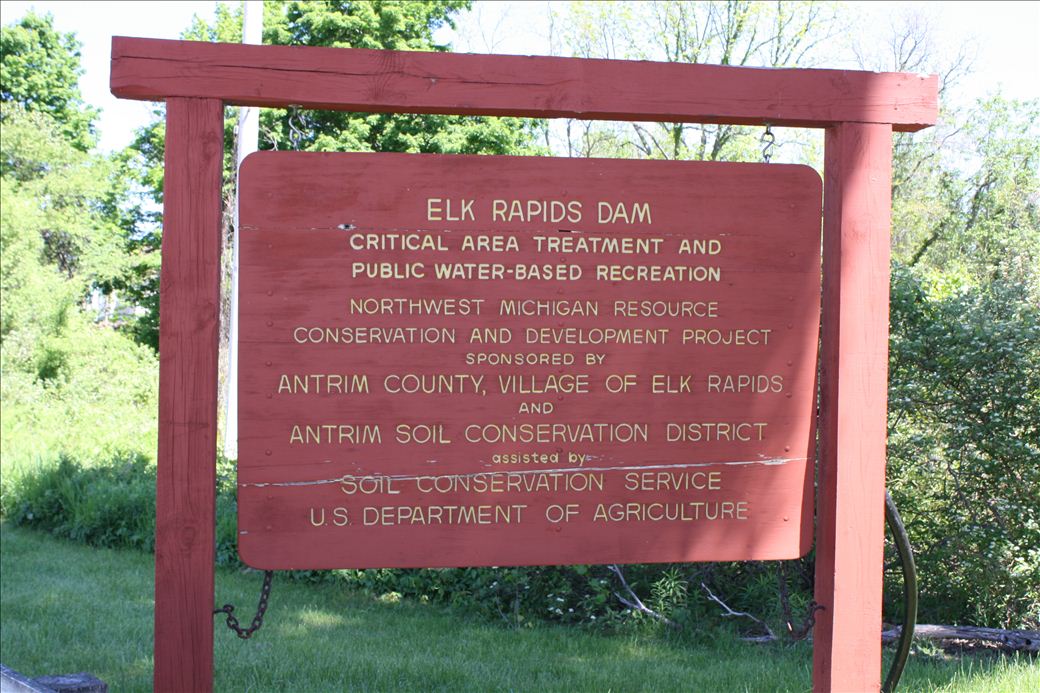 ELK RAPIDS DAM
CRITICAL AREA TREATMENT AND
PUBLIC WATER-BASED RECREATION
NORTHWEST MICHIGAN RESOURCE
CONSERVATION AND DEVELOPMENT PROJECT
SPONSORED BY
ANTRIM COUNTY, VILLAGE OF ELK RAPIDS
AND
ANTRIM SOIL CONSERVATION DISTRICT
assisted by
SOIL CONSERVATION SERVICE
U.S. DEPARTMENT OF AGRICULTURE